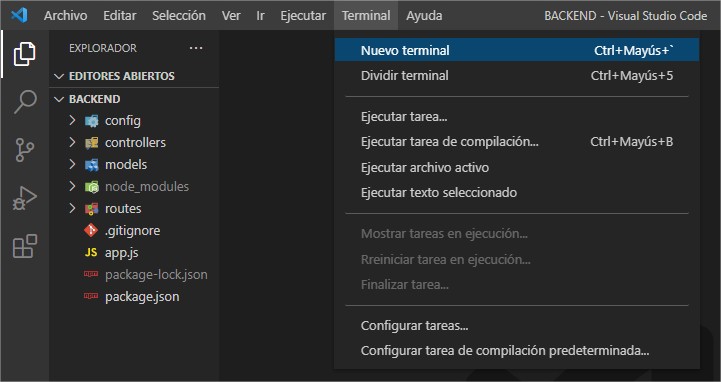 Archivo Editar Selección Ver Ir Ejecutar Terminal Ayuda BACKEND - Visual Studio Code
EXPLORADOR ...
EDITORES ABIERTOS
BACKEND
config
controllers
models
node_modules
routes
.gitignore
JS app.js
package-lock.json
package.json
Nuevo terminal Ctrl+Mayús+`
Dividir terminal Ctrl+Mayús+5
Ejecutar tarea...
Ejecutar tarea de compilación... Ctrl+Mayús+B
Ejecutar archivo activo
Ejecutar texto seleccionado
Mostrar tareas en ejecución...
Rreiniciar tarea en ejecución...
Finalizar tarea...
Configurar tareas...
Configurar tarea de compilación predeterminada...